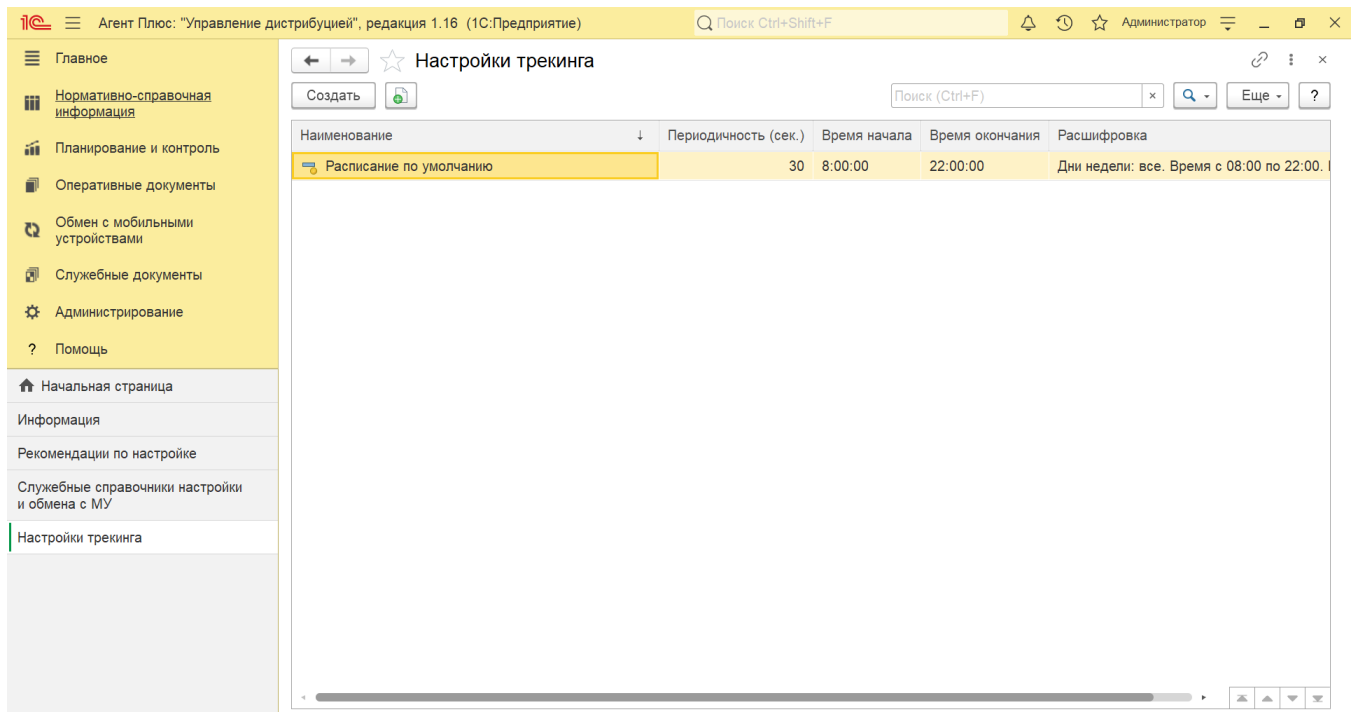 1С Агент Плюс: "Управление дистрибуцией", редакция 1.16 (1С:Предприятие) Поиск Ctrl+Shift+F Администратор
Главное
Нормативно-справочная
информация
Планирование и контроль
Оперативные документы
Обмен с мобильными
устройствами
Служебные документы
Администрирование
? Помощь
Начальная страница
Информация
Рекомендации по настройке
Служебные справочники настройки
и обмена с МУ
Настройки трекинга
Настройки трекинга
Создать Поиск (Ctrl+F) × Еще ?
Наименование ↓ Периодичность (сек.) Время начала Время окончания Расшифровка
Расписание по умолчанию 30 8:00:00 22:00:00 Дни недели: все. Время с 08:00 по 22:00.